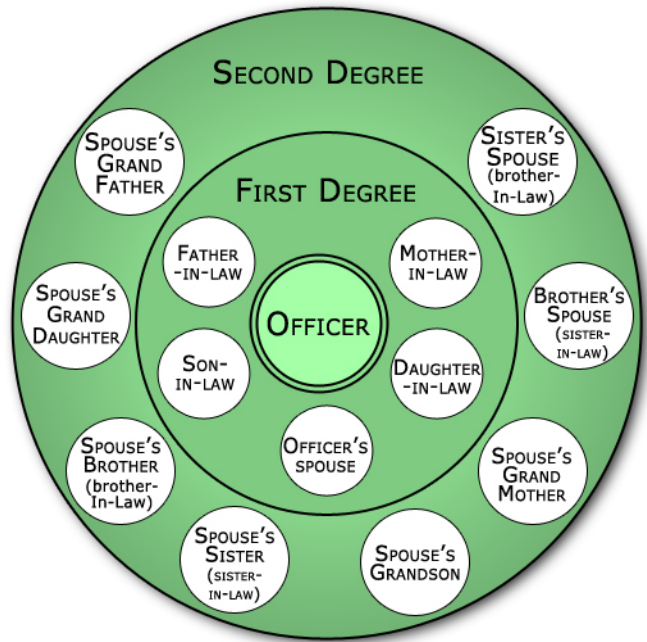 SECOND DEGREE
SPOUSE'S
GRAND
FATHER
SISTER'S
SPOUSE
(brother-
In-Law)
FIRST DEGREE
FATHER
-IN-LAW
MOTHER-
IN-LAW
OFFICER
SPOUSE'S
GRAND
DAUGHTER
BROTHER'S
SPOUSE
(SISTER-
IN-LAW)
SON-
IN-LAW
DAUGHTER
-IN-LAW
OFFICER'S
SPOUSE
SPOUSE'S
BROTHER
(brother-
In-Law)
SPOUSE'S
GRAND
MOTHER
SPOUSE'S
SISTER
(SISTER-
IN-LAW)
SPOUSE'S
GRANDSON